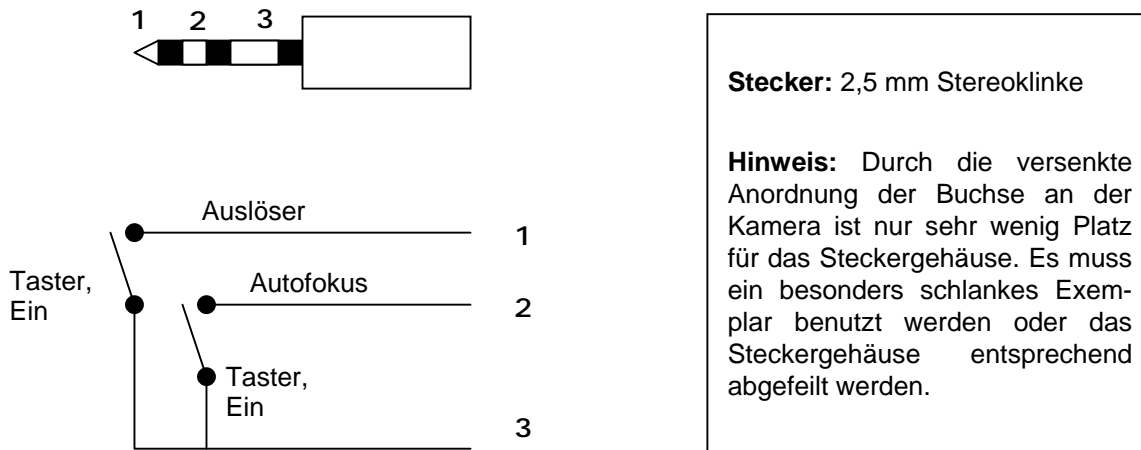 1 2 3
Auslöser
1
Taster,
Ein
Autofokus
2
Taster,
Ein
3
Stecker: 2,5 mm Stereoklinke
Hinweis: Durch die versenkte
Anordnung der Buchse an der
Kamera ist nur sehr wenig Platz
für das Steckergehäuse. Es muss
ein besonders schlankes Exem-
plar benutzt werden oder das
Steckergehäuse entsprechend
abgefeilt werden.